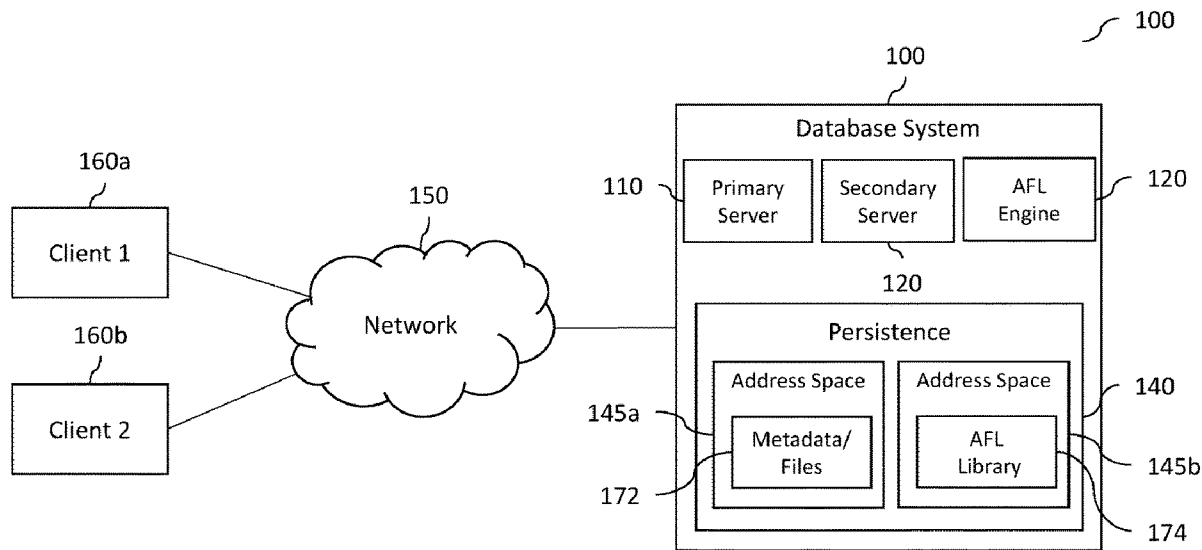 100
100
Database System
160a
110
Primary
Server
Secondary
Server
AFL
Engine
120
Client 1
150
120
Network
Persistence
160b
Address Space
Address Space
140
Client 2
145a
Metadata/
Files
AFL
Library
145b
172
174